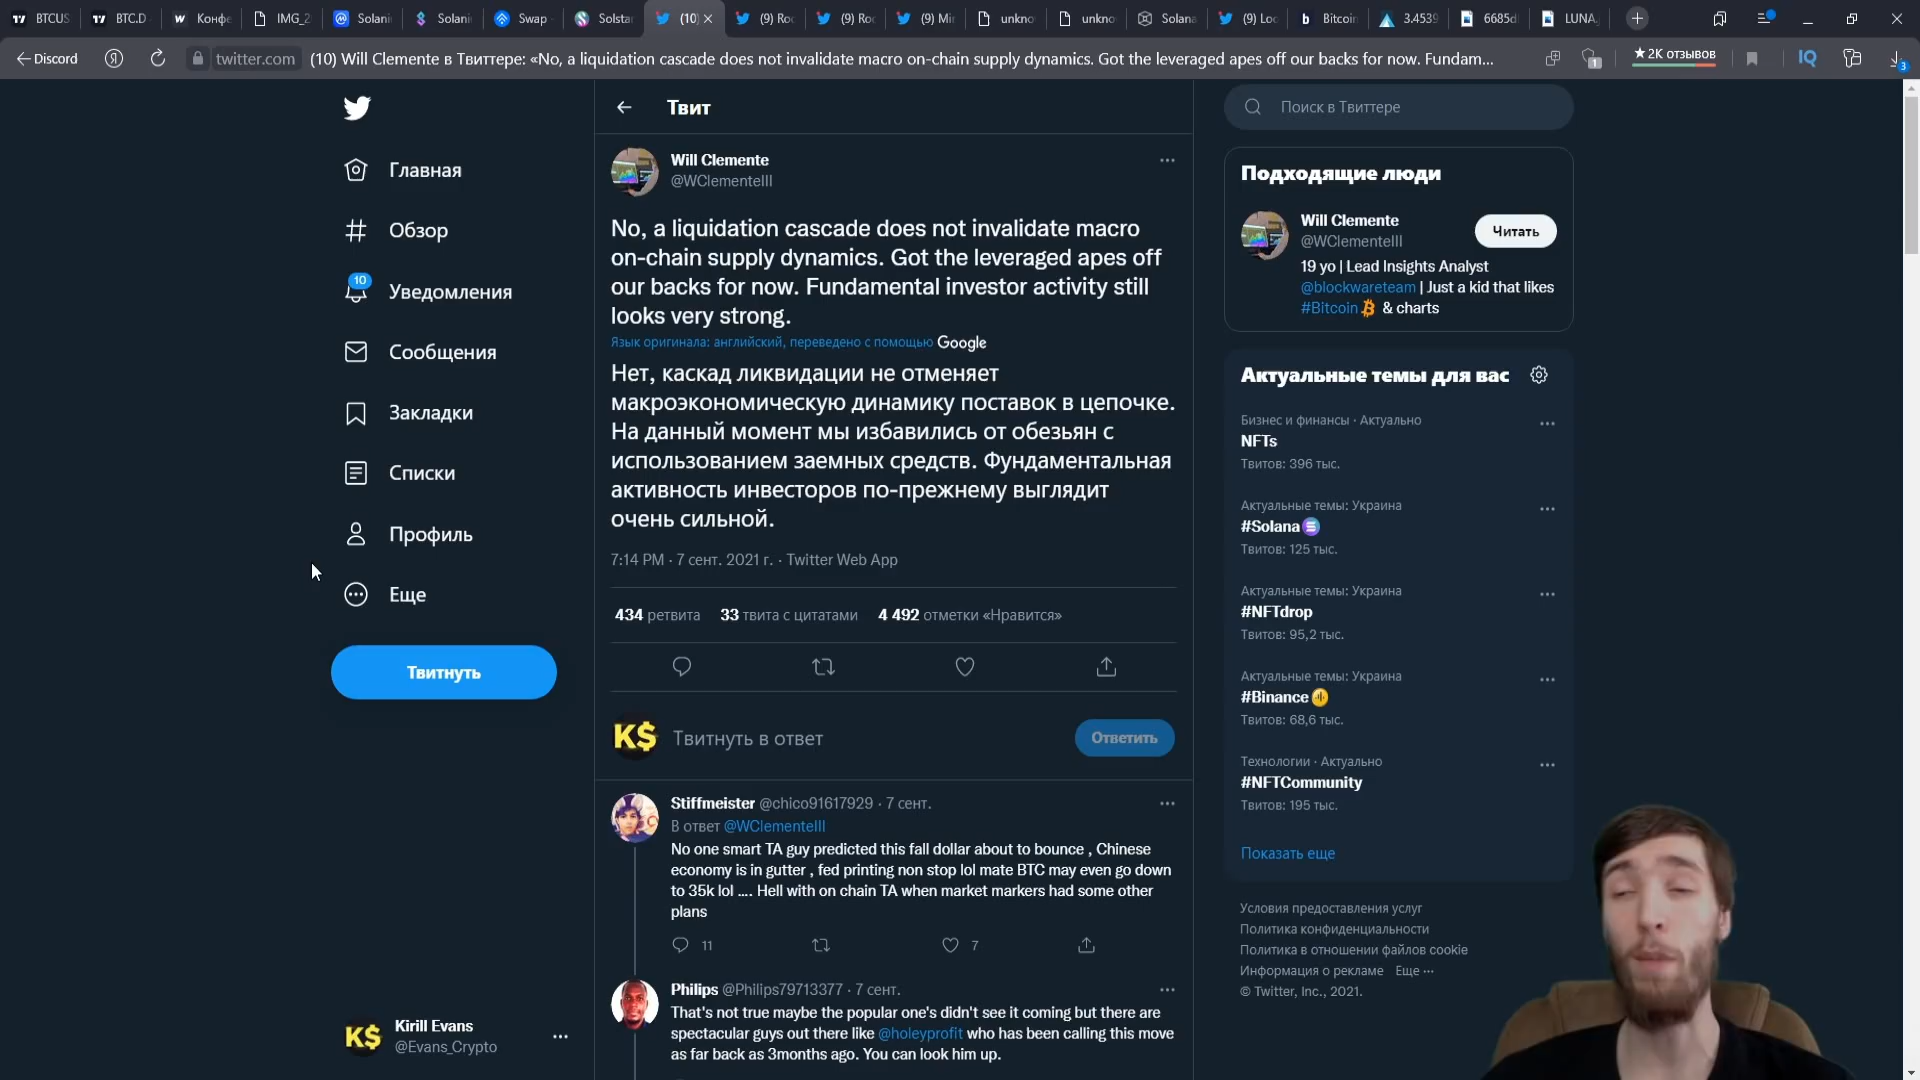 BTCUS
BTC.D
Конфе
IMG_2
Solani
Solani
Swap -
Solsta
(10)
(9) Ro
(9) Ro
(9) Mi
unkno
unkno
Solana
(9) Lo
Bitcoin
3.4539
6685d
LUNA
Discord
twitter.com
(10) Will Clemente в Твиттере: «No, a liquidation cascade does not invalidate macro on-chain supply dynamics. Got the leveraged apes off our backs for now. Fundam...
1
★2К отзывов
IQ
3
Главная
Обзор
10
Уведомления
Сообщения
Закладки
Списки
Профиль
Еще
Твитнуть
K$
Kirill Evans
@Evans_Crypto
Твит
Will Clemente
@WClementeIII
No, a liquidation cascade does not invalidate macro
on-chain supply dynamics. Got the leveraged apes off
our backs for now. Fundamental investor activity still
looks very strong.
Язык оригинала: английский, переведено с помощью Google
Нет, каскад ликвидации не отменяет
макроэкономическую динамику поставок в цепочке.
На данный момент мы избавились от обезьян с
использованием заемных средств. Фундаментальная
активность инвесторов по-прежнему выглядит
очень сильной.
7:14 PM · 7 сент. 2021 г. · Twitter Web App
434 ретвита 33 твита с цитатами 4 492 отметки «Нравится»
K$
Твитнуть в ответ
Ответить
Stiffmeister @chico91617929 · 7 сент.
В ответ @WClementeIII
No one smart TA guy predicted this fall dollar about to bounce , Chinese
economy is in gutter , fed printing non stop lol mate BTC may even go down
to 35k lol .... Hell with on chain TA when market markers had some other
plans
11
7
Philips @Philips79713377 · 7 сент.
That's not true maybe the popular one's didn't see it coming but there are
spectacular guys out there like @holeyprofit who has been calling this move
as far back as 3months ago. You can look him up.
Поиск в Твиттере
Подходящие люди
Will Clemente
@WClementeIII
Читать
19 yo | Lead Insights Analyst
@blockwareteam | Just a kid that likes
#Bitcoin & charts
Актуальные темы для вас
Бизнес и финансы · Актуально
NFTs
Твитов: 396 тыс.
Актуальные темы: Украина
#Solana
Твитов: 125 тыс.
Актуальные темы: Украина
#NFTdrop
Твитов: 95,2 тыс.
Актуальные темы: Украина
#Binance
Твитов: 68,6 тыс.
Технологии · Актуально
#NFTCommunity
Твитов: 195 тыс.
Показать еще
Условия предоставления услуг
Политика конфиденциальности
Политика в отношении файлов cookie
Информация о рекламе Еще ···
© Twitter, Inc., 2021.